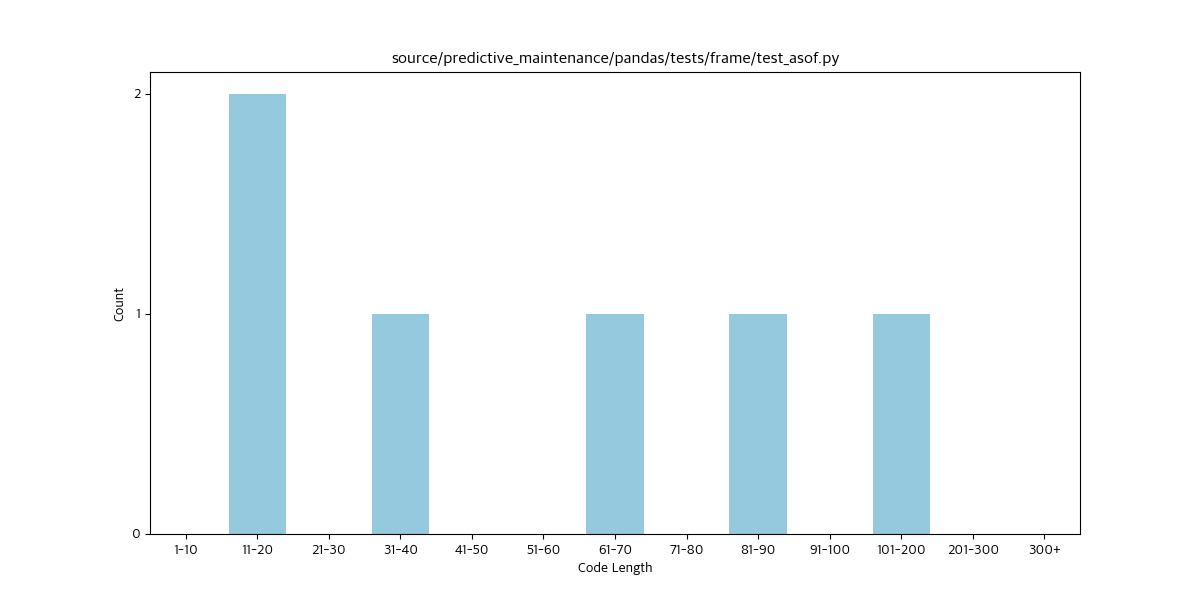 source/predictive_maintenance/pandas/tests/frame/test_asof.py
2
1
0
Count
1-10 11-20 21-30 31-40 41-50 51-60 61-70 71-80 81-90 91-100 101-200 201-300 300+
Code Length